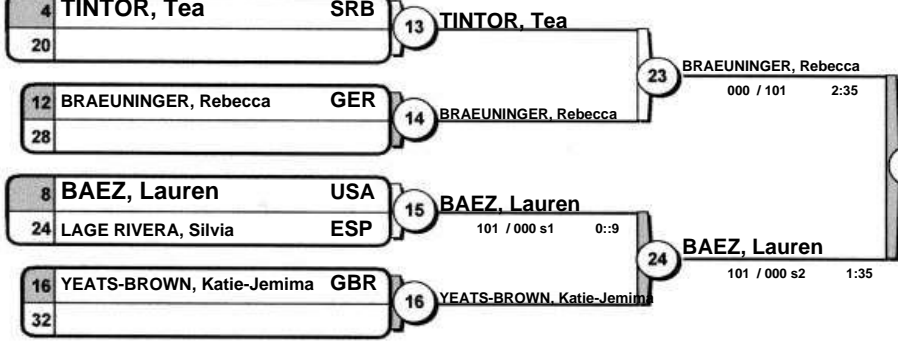 4 TINTOR, Tea SRB
20
13 TINTOR, Tea
12 BRAEUNINGER, Rebecca GER
28
14 BRAEUNINGER, Rebecca
23 BRAEUNINGER, Rebecca
000 / 101 2:35
8 BAEZ, Lauren USA
24 LAGE RIVERA, Silvia ESP
15 BAEZ, Lauren
101 / 000 s1 0::9
16 YEATS-BROWN, Katie-Jemima GBR
32
16 YEATS-BROWN, Katie-Jemima
24 BAEZ, Lauren
101 / 000 s2 1:35